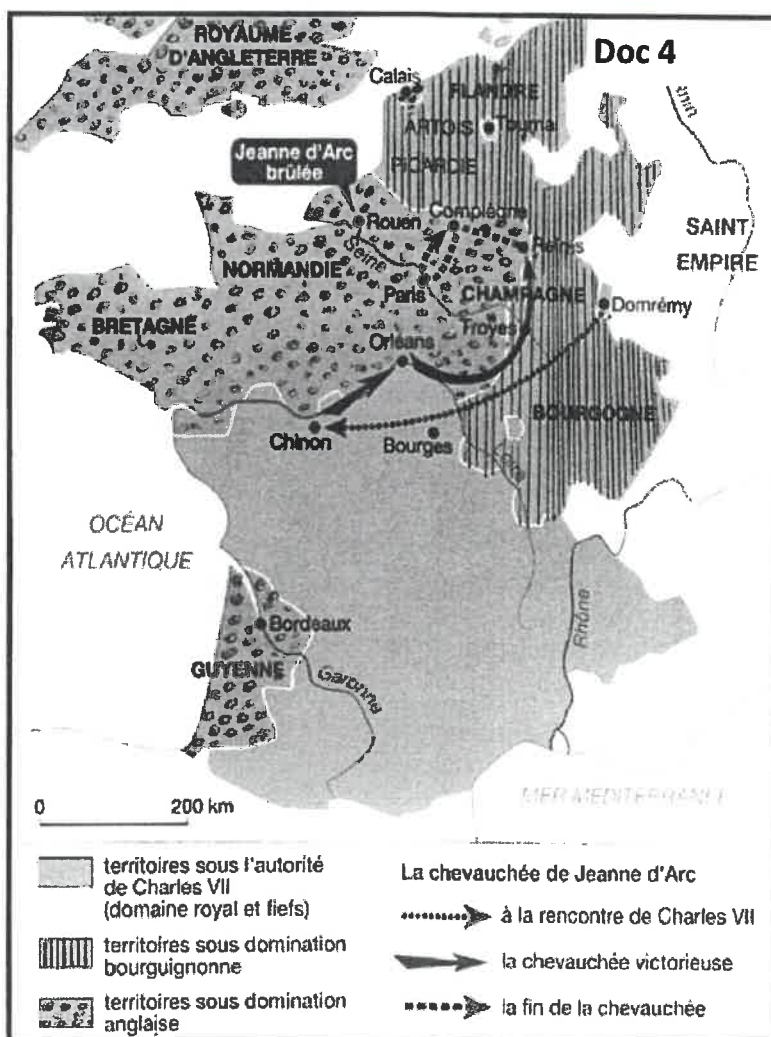 ROYAUME
D'ANGLETERRE
Doc 4
Calais
FLANDRE
ARTOIS
Tournai
PICARDIE
Jeanne d'Arc
brûlée
Compiègne
Rouen
Reims
SAINT
EMPIRE
Seine
NORMANDIE
Paris
CHAMPAGNE
Domrémy
BRETAGNE
Troyes
Orléans
BOURGOGNE
Chinon
Bourges
Loire
OCÉAN
ATLANTIQUE
Rhône
Bordeaux
GUYENNE
Garonne
0 200 km
MER MÉDITERRANÉE
territoires sous l'autorité
de Charles VII
(domaine royal et fiefs)
territoires sous domination
bourguignonne
territoires sous domination
anglaise
La chevauchée de Jeanne d'Arc
à la rencontre de Charles VII
la chevauchée victorieuse
la fin de la chevauchée